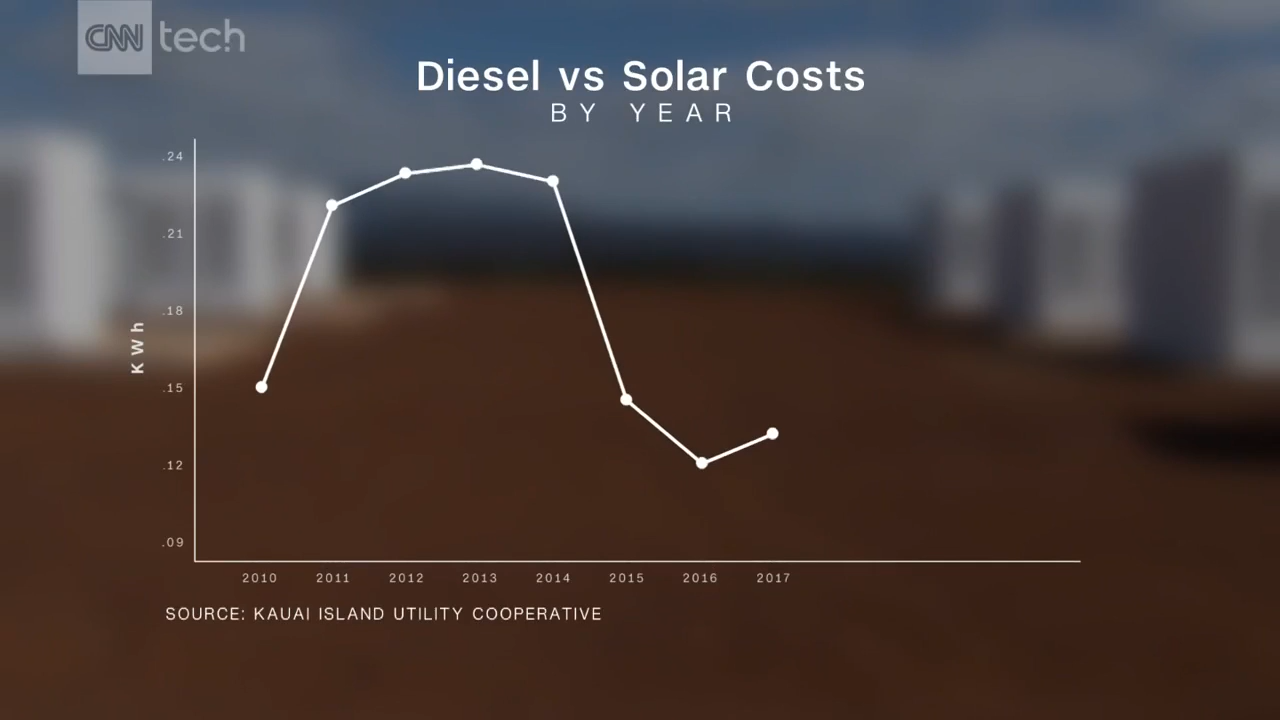 CNN tech
Diesel vs Solar Costs
BY YEAR
.24
.21
.18
.15
.12
.09
KWh
2010 2011 2012 2013 2014 2015 2016 2017
SOURCE: KAUAI ISLAND UTILITY COOPERATIVE